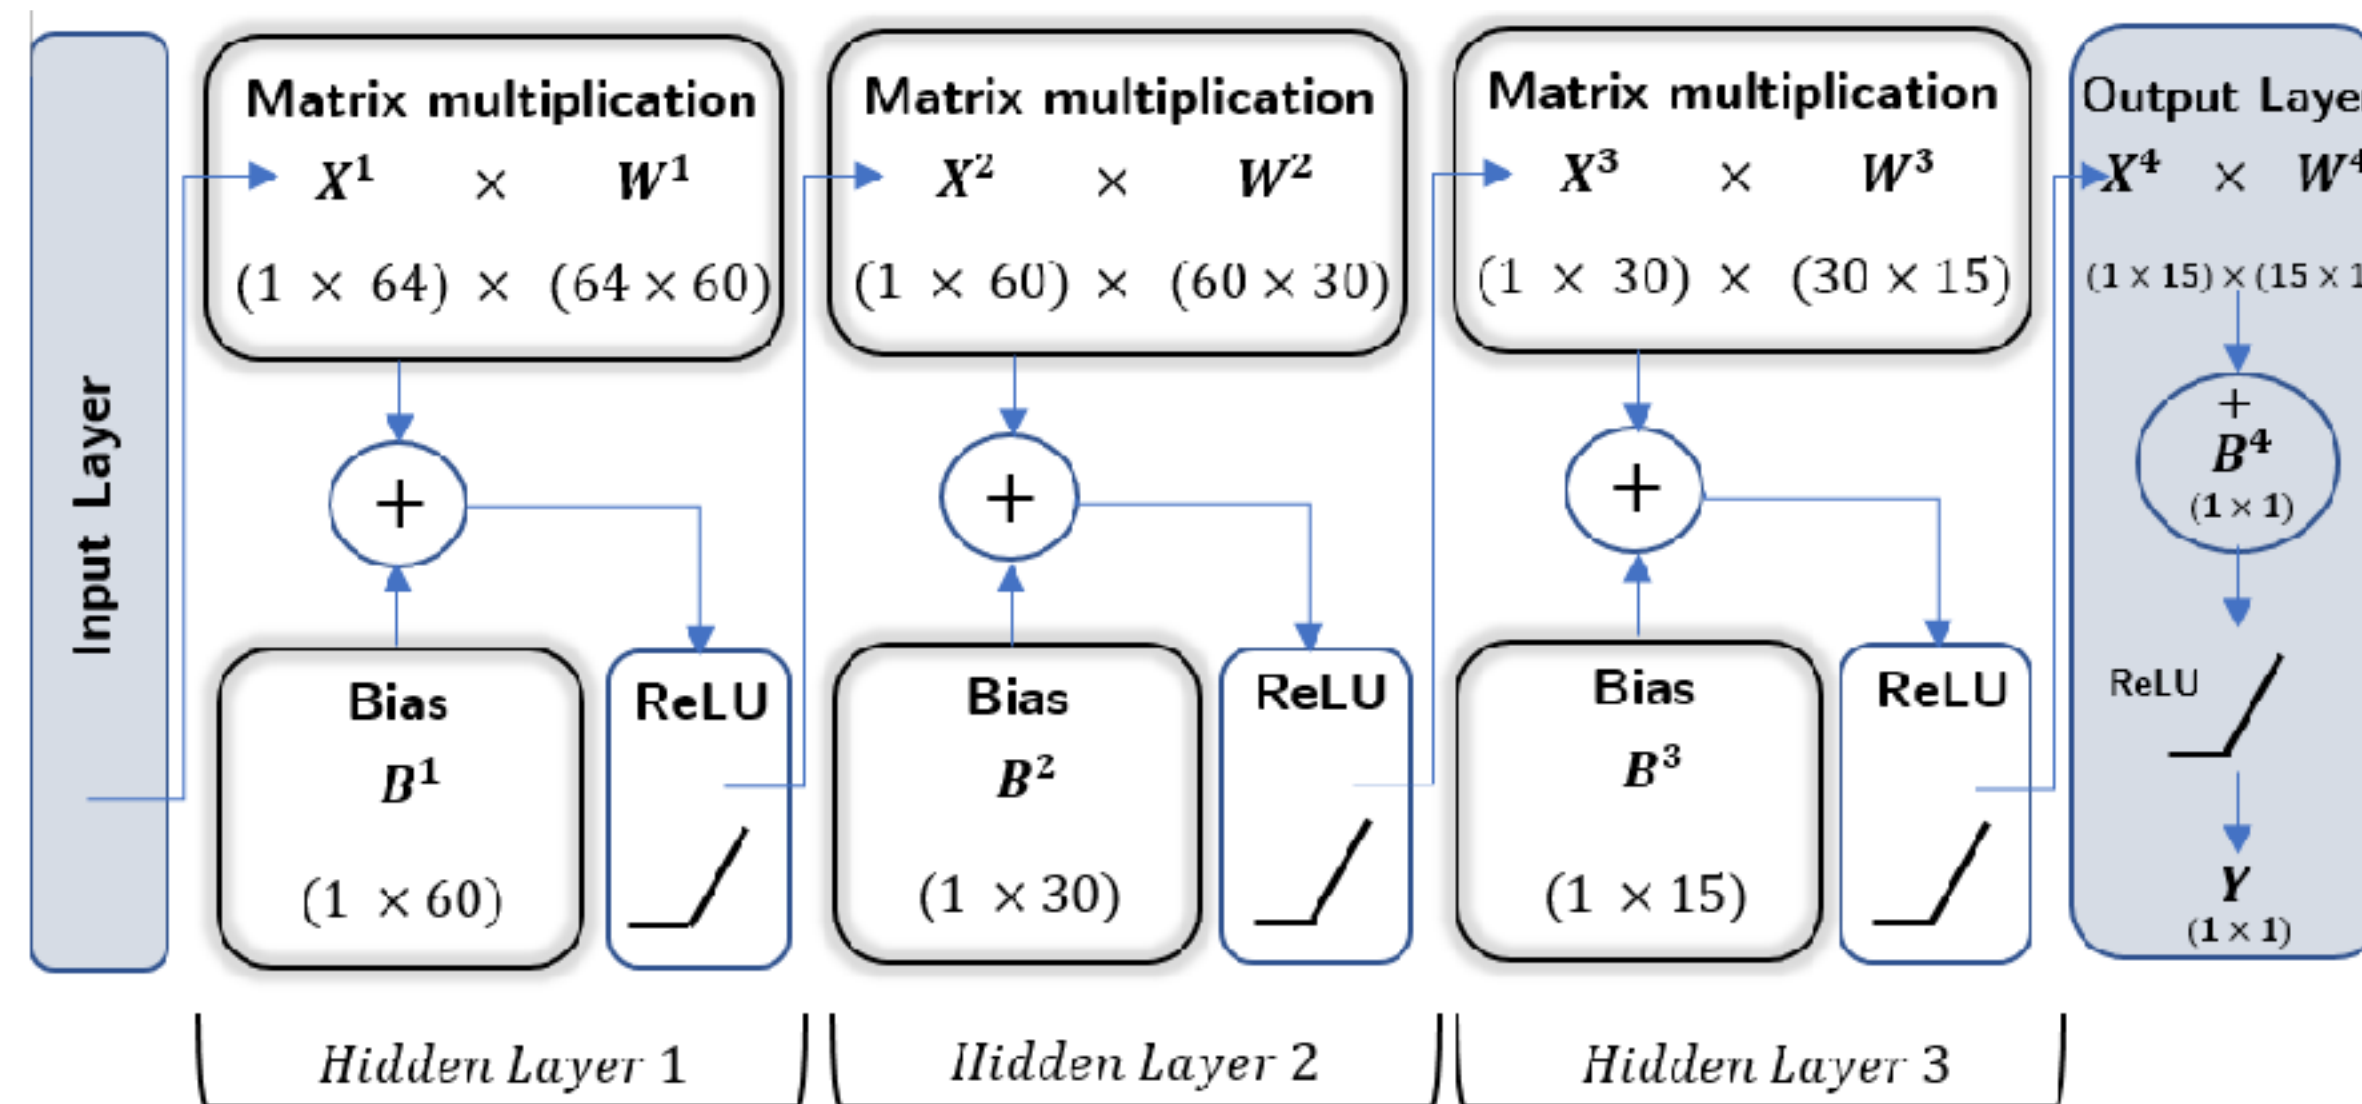 Input Layer
Matrix multiplication
X¹ × W¹
(1 × 64) × (64 × 60)
+
Bias
B¹
(1 × 60)
ReLU
Hidden Layer 1
Matrix multiplication
X² × W²
(1 × 60) × (60 × 30)
+
Bias
B²
(1 × 30)
ReLU
Hidden Layer 2
Matrix multiplication
X³ × W³
(1 × 30) × (30 × 15)
+
Bias
B³
(1 × 15)
ReLU
Hidden Layer 3
Output Laye
X⁴ × W⁴
(1 × 15) × (15 × 1
+
B⁴
(1 × 1)
ReLU
Y
(1 × 1)